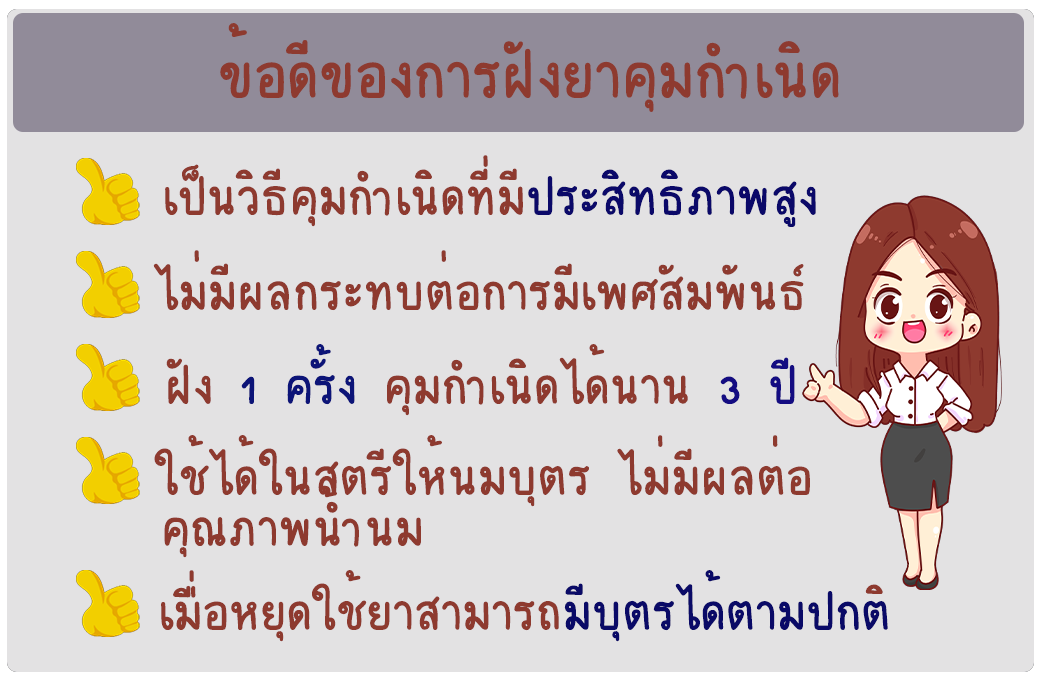 ข้อดีของการฝังยาคุมกำเนิด
เป็นวิธีคุมกำเนิดที่มีประสิทธิภาพสูง
ไม่มีผลกระทบต่อการมีเพศสัมพันธ์
ฝัง 1 ครั้ง คุมกำเนิดได้นาน 3 ปี
ใช้ได้ในสตรีให้นมบุตร ไม่มีผลต่อ
คุณภาพน้ำนม
เมื่อหยุดใช้ยาสามารถมีบุตรได้ตามปกติ